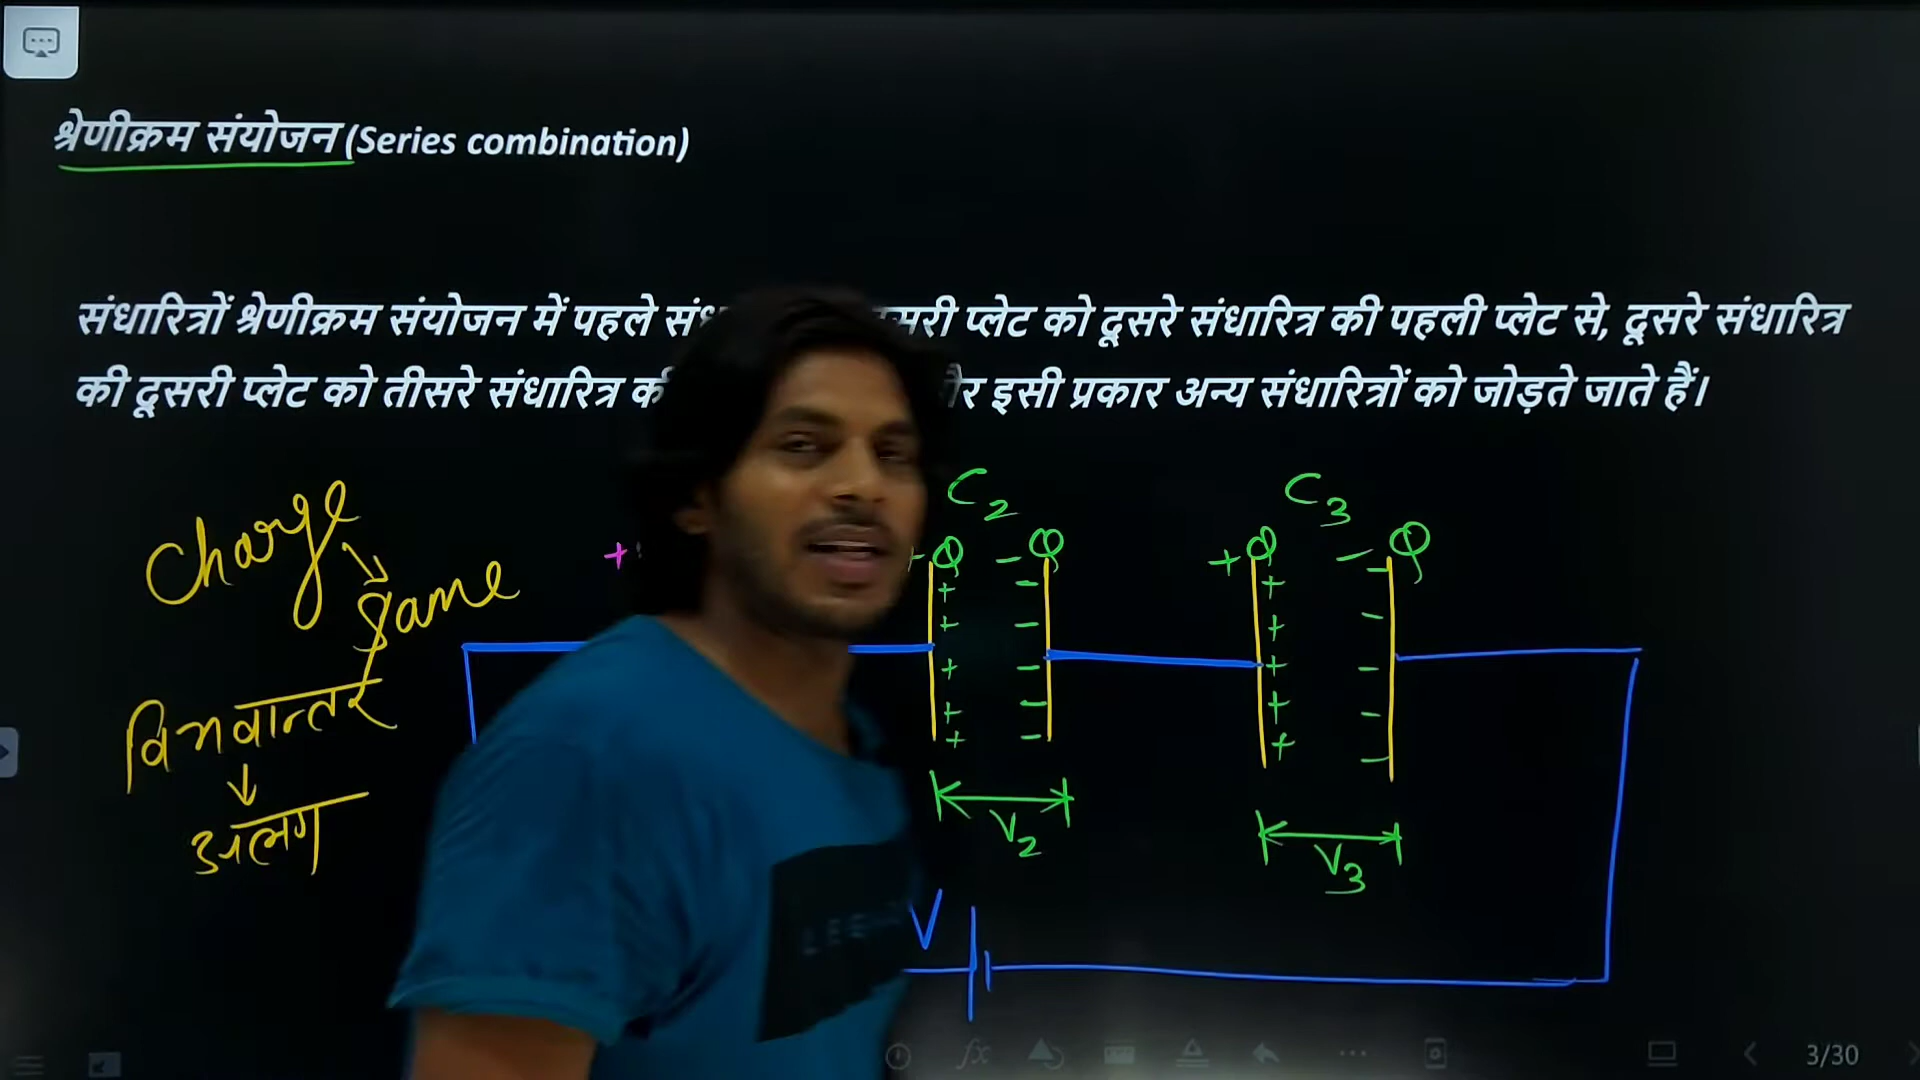 श्रेणीक्रम संयोजन (Series combination)
संधारित्रों श्रेणीक्रम संयोजन में पहले सरी प्लेट को दूसरे संधारित्र की पहली प्लेट से, दूसरे संधारित्र
की दूसरी प्लेट को तीसरे संधारित्र इसी प्रकार अन्य संधारित्रों को जोड़ते जाते हैं।
C2 C3
Charge
same
+ Q - Q + Q - Q
विभवान्तर
अलग
V2
V3
V
3/30